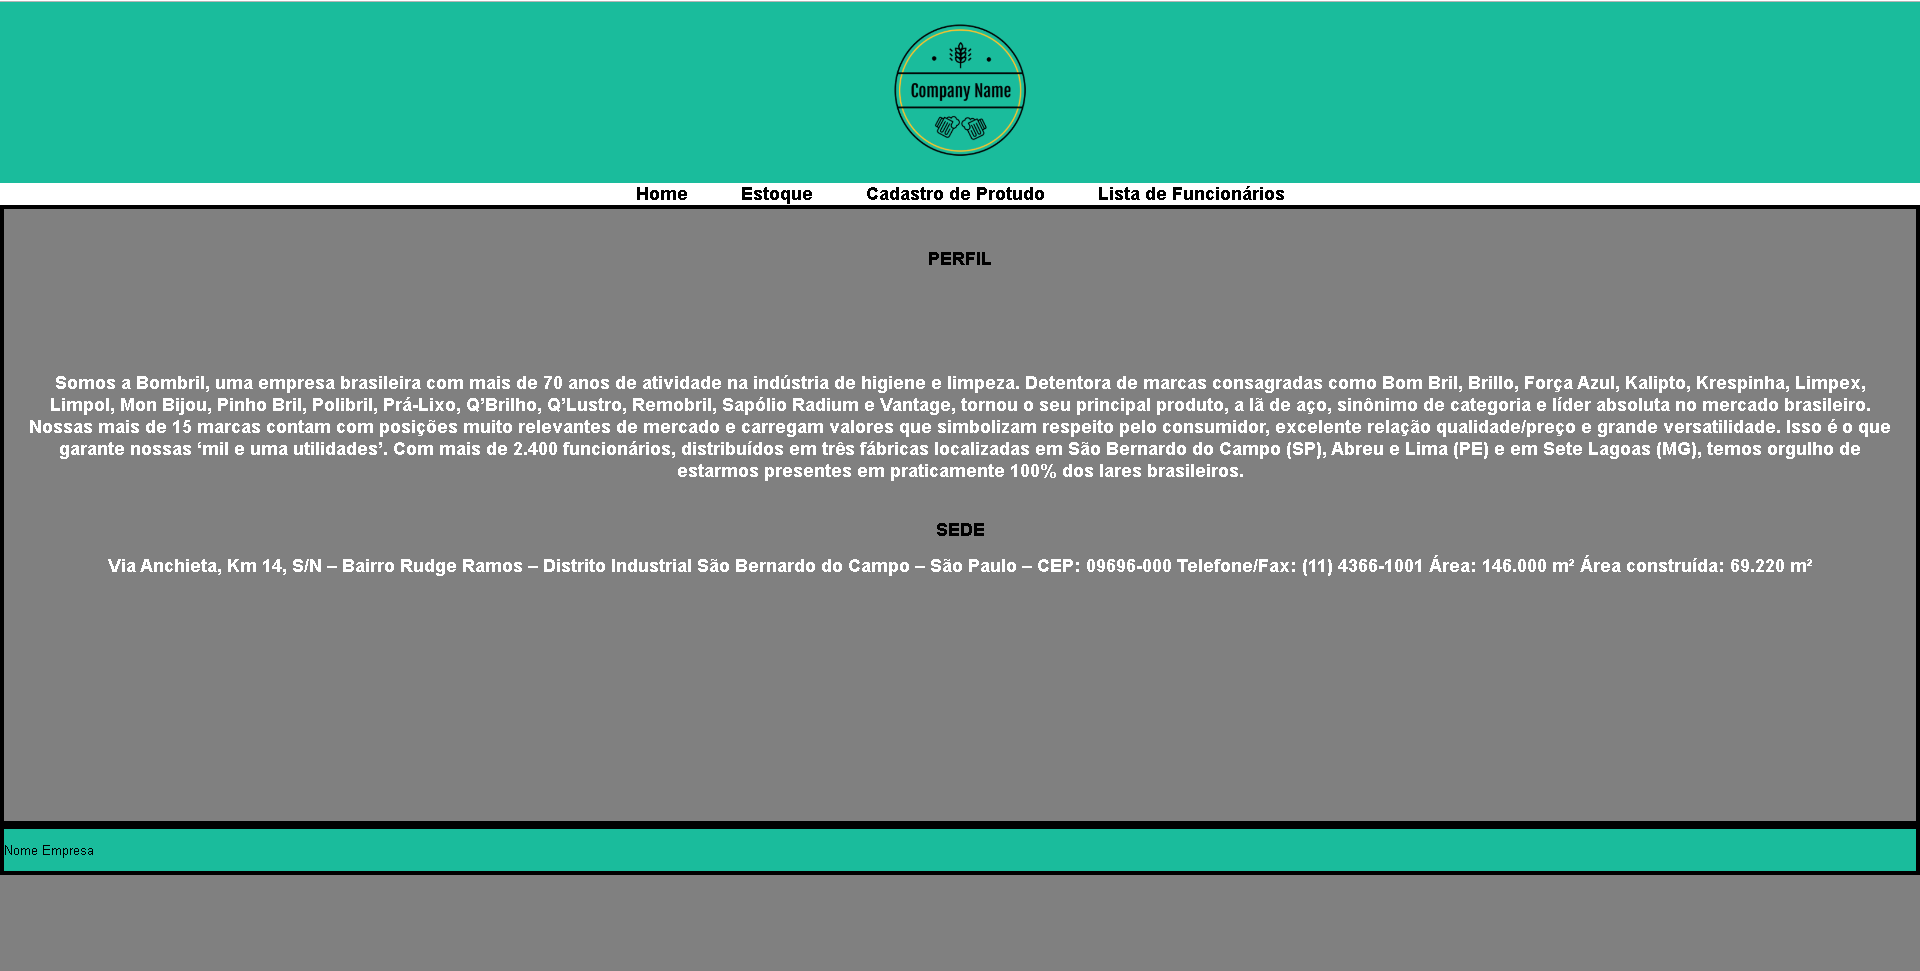 Company Name
Home Estoque Cadastro de Protudo Lista de Funcionários
PERFIL
Somos a Bombril, uma empresa brasileira com mais de 70 anos de atividade na indústria de higiene e limpeza. Detentora de marcas consagradas como Bom Bril, Brillo, Força Azul, Kalipto, Krespinha, Limpex,
Limpol, Mon Bijou, Pinho Bril, Polibril, Prá-Lixo, Q’Brilho, Q’Lustro, Remobril, Sapólio Radium e Vantage, tornou o seu principal produto, a lã de aço, sinônimo de categoria e líder absoluta no mercado brasileiro.
Nossas mais de 15 marcas contam com posições muito relevantes de mercado e carregam valores que simbolizam respeito pelo consumidor, excelente relação qualidade/preço e grande versatilidade. Isso é o que
garante nossas ‘mil e uma utilidades’. Com mais de 2.400 funcionários, distribuídos em três fábricas localizadas em São Bernardo do Campo (SP), Abreu e Lima (PE) e em Sete Lagoas (MG), temos orgulho de
estarmos presentes em praticamente 100% dos lares brasileiros.
SEDE
Via Anchieta, Km 14, S/N – Bairro Rudge Ramos – Distrito Industrial São Bernardo do Campo – São Paulo – CEP: 09696-000 Telefone/Fax: (11) 4366-1001 Área: 146.000 m² Área construída: 69.220 m²
Nome Empresa